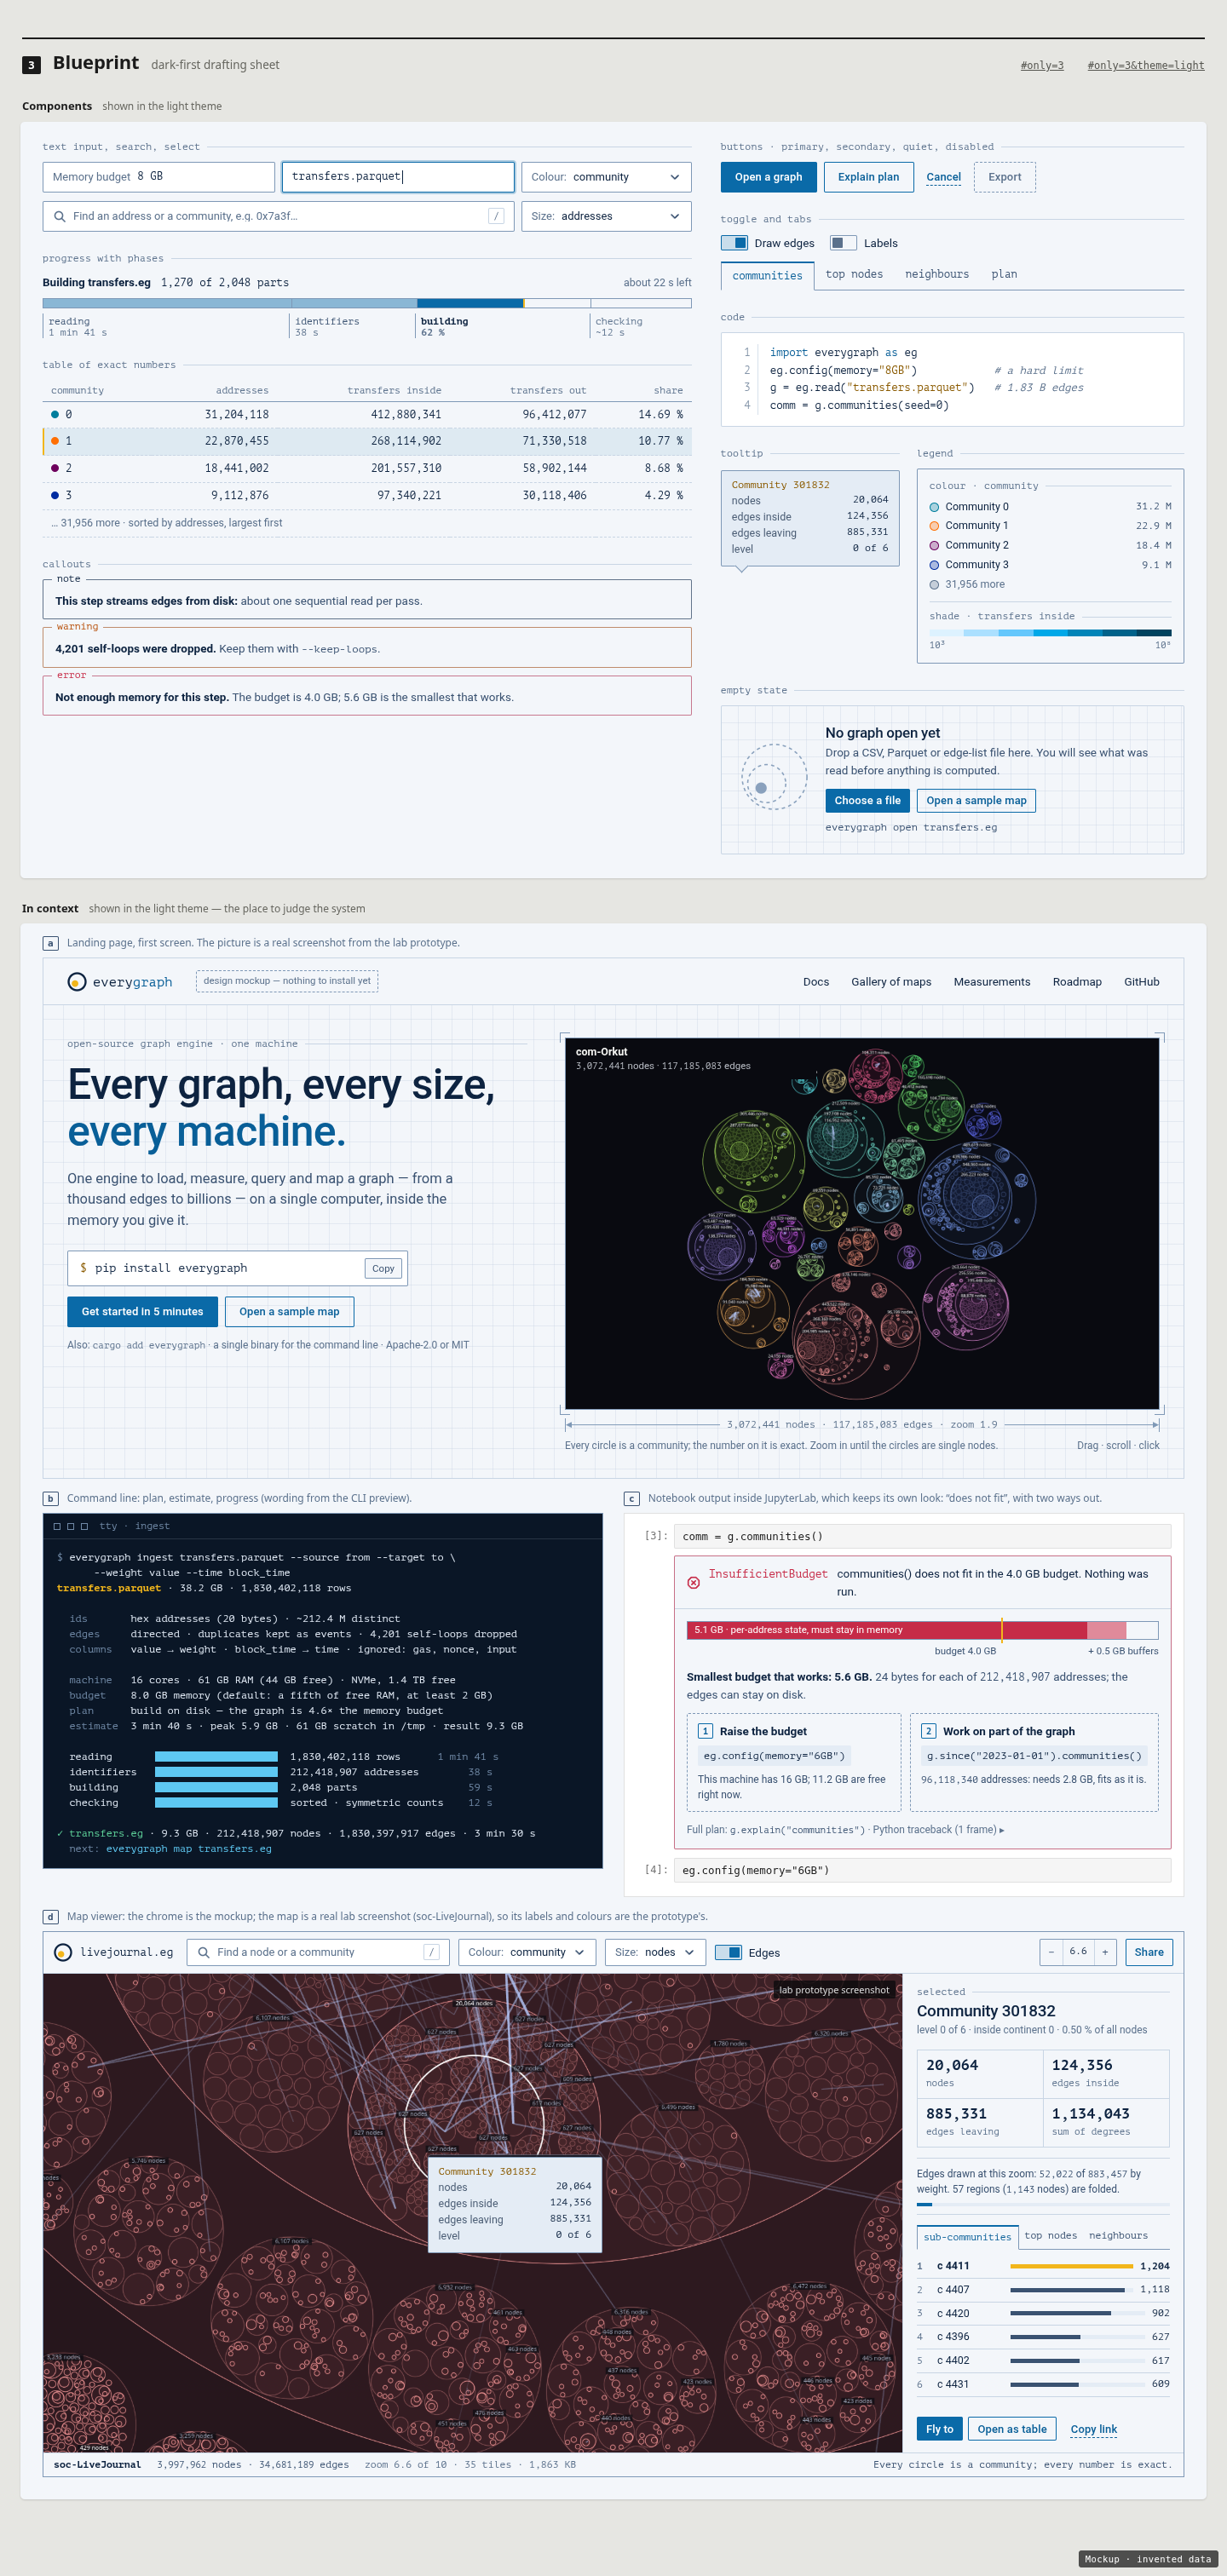 3 Blueprint dark-first drafting sheet #only=3 #only=3&theme=light
Components shown in the light theme
text input, search, select
Memory budget 8 GB
transfers.parquet
Colour: community
Find an address or a community, e.g. 0x7a3f… /
Size: addresses
progress with phases
Building transfers.eg 1,270 of 2,048 parts about 22 s left
reading identifiers building checking
1 min 41 s 38 s 62 % ~12 s
table of exact numbers
community addresses transfers inside transfers out share
0 31,204,118 412,880,341 96,412,077 14.69 %
1 22,870,455 268,114,902 71,330,518 10.77 %
2 18,441,002 201,557,310 58,902,144 8.68 %
3 9,112,876 97,340,221 30,118,406 4.29 %
… 31,956 more · sorted by addresses, largest first
callouts
note
This step streams edges from disk: about one sequential read per pass.
warning
4,201 self-loops were dropped. Keep them with --keep-loops.
error
Not enough memory for this step. The budget is 4.0 GB; 5.6 GB is the smallest that works.
buttons · primary, secondary, quiet, disabled
Open a graph Explain plan Cancel Export
toggle and tabs
Draw edges Labels
communities top nodes neighbours plan
code
1 import everygraph as eg
2 eg.config(memory="8GB") # a hard limit
3 g = eg.read("transfers.parquet") # 1.83 B edges
4 comm = g.communities(seed=0)
tooltip
Community 301832
nodes 20,064
edges inside 124,356
edges leaving 885,331
level 0 of 6
legend
colour · community
Community 0 31.2 M
Community 1 22.9 M
Community 2 18.4 M
Community 3 9.1 M
31,956 more
shade · transfers inside
empty state
No graph open yet
Drop a CSV, Parquet or edge-list file here. You will see what was
read before anything is computed.
Choose a file Open a sample map
everygraph open transfers.eg
In context shown in the light theme — the place to judge the system
a Landing page, first screen. The picture is a real screenshot from the lab prototype.
everygraph design mockup — nothing to install yet Docs Gallery of maps Measurements Roadmap GitHub
open-source graph engine · one machine
Every graph, every size,
every machine.
One engine to load, measure, query and map a graph — from a
thousand edges to billions — on a single computer, inside the
memory you give it.
$ pip install everygraph Copy
Get started in 5 minutes Open a sample map
Also: cargo add everygraph · a single binary for the command line · Apache-2.0 or MIT
com-Orkut
3,072,441 nodes · 117,185,083 edges
3,072,441 nodes · 117,185,083 edges · zoom 1.9
Every circle is a community; the number on it is exact. Zoom in until the circles are single nodes. Drag · scroll · click
b Command line: plan, estimate, progress (wording from the CLI preview).
tty · ingest
$ everygraph ingest transfers.parquet --source from --target to \
--weight value --time block_time
transfers.parquet · 38.2 GB · 1,830,402,118 rows
ids hex addresses (20 bytes) · ~212.4 M distinct
edges directed · duplicates kept as events · 4,201 self-loops dropped
columns value → weight · block_time → time · ignored: gas, nonce, input
machine 16 cores · 61 GB RAM (44 GB free) · NVMe, 1.4 TB free
budget 8.0 GB memory (default: a fifth of free RAM, at least 2 GB)
plan build on disk — the graph is 4.6× the memory budget
estimate 3 min 40 s · peak 5.9 GB · 61 GB scratch in /tmp · result 9.3 GB
reading 1,830,402,118 rows 1 min 41 s
identifiers 212,418,907 addresses 38 s
building 2,048 parts 59 s
checking sorted · symmetric counts 12 s
✓ transfers.eg · 9.3 GB · 212,418,907 nodes · 1,830,397,917 edges · 3 min 30 s
next: everygraph map transfers.eg
c Notebook output inside JupyterLab, which keeps its own look: “does not fit”, with two ways out.
[3]: comm = g.communities()
InsufficientBudget communities() does not fit in the 4.0 GB budget. Nothing was
run.
5.1 GB · per-address state, must stay in memory
budget 4.0 GB + 0.5 GB buffers
Smallest budget that works: 5.6 GB. 24 bytes for each of 212,418,907 addresses; the
edges can stay on disk.
1 Raise the budget
eg.config(memory="6GB")
This machine has 16 GB; 11.2 GB are free
right now.
2 Work on part of the graph
g.since("2023-01-01").communities()
96,118,340 addresses: needs 2.8 GB, fits as it is.
Full plan: g.explain("communities") · Python traceback (1 frame) ▸
[4]: eg.config(memory="6GB")
d Map viewer: the chrome is the mockup; the map is a real lab screenshot (soc-LiveJournal), so its labels and colours are the prototype's.
livejournal.eg Find a node or a community / Colour: community Size: nodes Edges − 6.6 + Share
lab prototype screenshot
20,064 nodes
Community 301832
nodes 20,064
edges inside 124,356
edges leaving 885,331
level 0 of 6
429 nodes
selected
Community 301832
level 0 of 6 · inside continent 0 · 0.50 % of all nodes
20,064 124,356
nodes edges inside
885,331 1,134,043
edges leaving sum of degrees
Edges drawn at this zoom: 52,022 of 883,457 by
weight. 57 regions (1,143 nodes) are folded.
sub-communities top nodes neighbours
1 c 4411 1,204
2 c 4407 1,118
3 c 4420 902
4 c 4396 627
5 c 4402 617
6 c 4431 609
Fly to Open as table Copy link
soc-LiveJournal 3,997,962 nodes · 34,681,189 edges zoom 6.6 of 10 · 35 tiles · 1,863 KB Every circle is a community; every number is exact.
Mockup · invented data